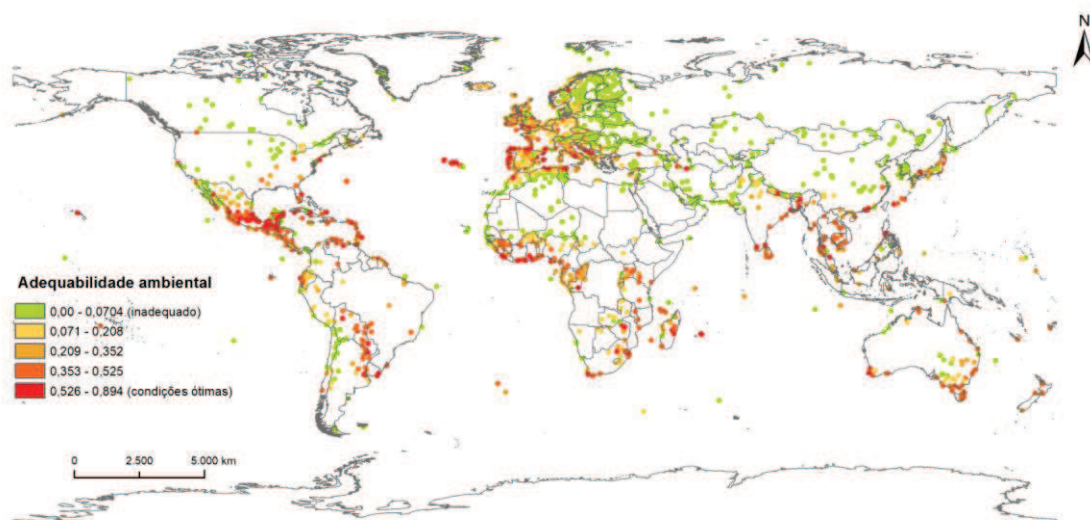 N
Adequabilidade ambiental
0,00 - 0,0704 (inadequado)
0,071 - 0,208
0,209 - 0,352
0,353 - 0,525
0,526 - 0,894 (condições ótimas)
0 2.500 5.000 km